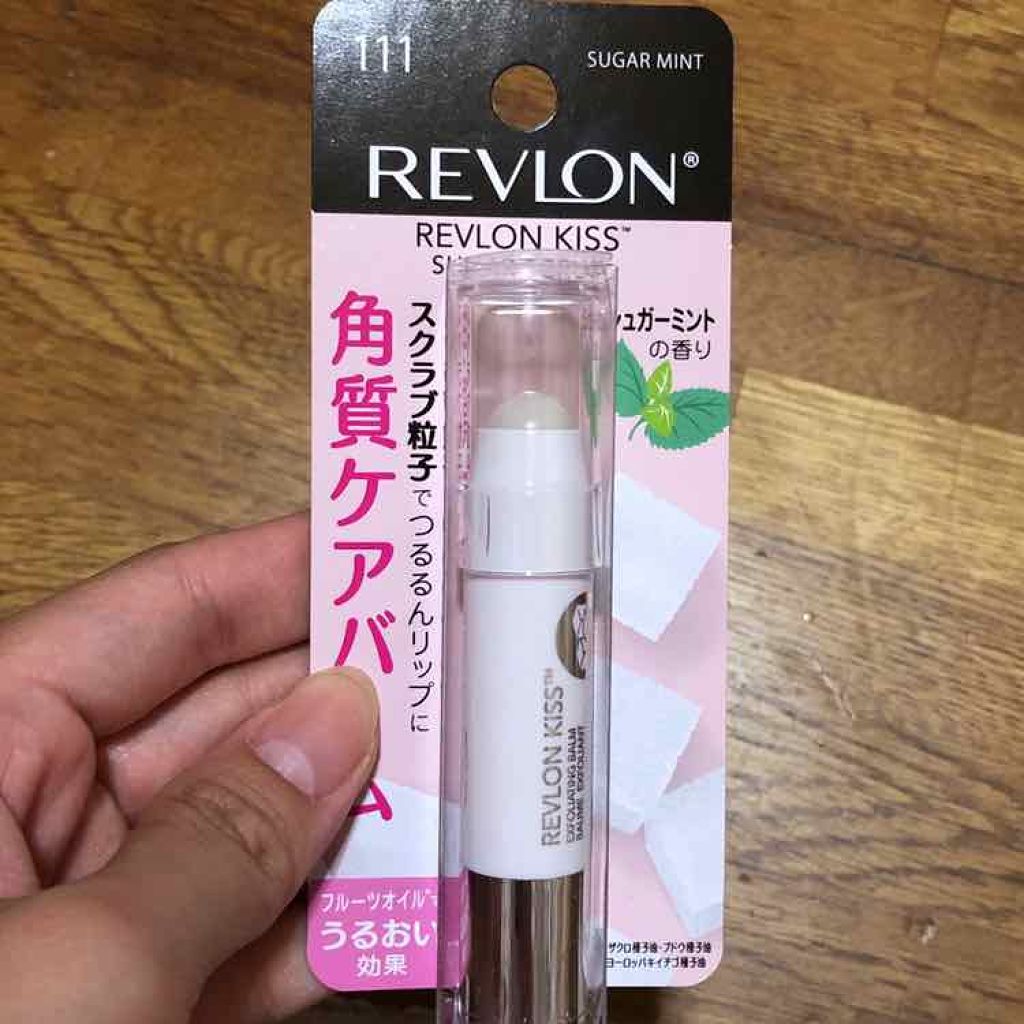 111
SUGAR MINT
REVLON®
REVLON KISS™
角質ケアバ
スクラブ粒子でつるるんリップに
ュガーミント
の香り
REVLON KISS™
EXFOLIATING BALM
BAUME EXFOLIANT
フルーツオイル*
うるおい
効果
ザクロ種子油・ブドウ種子油
ヨーロッパキイチゴ種子油